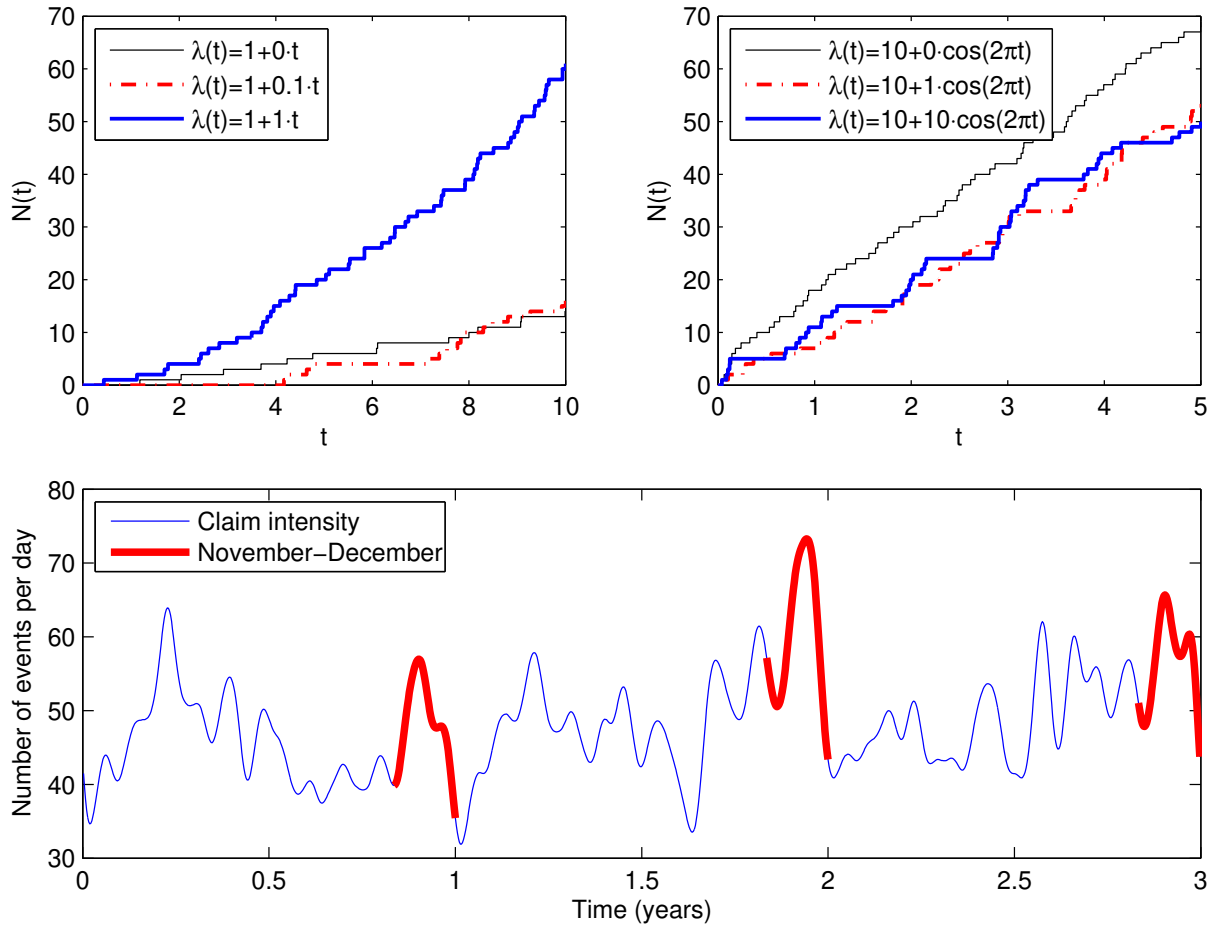 70
60
50
40
30
20
10
0
N(t)
λ(t)=1+0·t
λ(t)=1+0.1·t
λ(t)=1+1·t
0 2 4 6 8 10
t
70
60
50
40
30
20
10
0
N(t)
λ(t)=10+0·cos(2πt)
λ(t)=10+1·cos(2πt)
λ(t)=10+10·cos(2πt)
0 1 2 3 4 5
t
80
70
60
50
40
30
Number of events per day
Claim intensity
November−December
0 0.5 1 1.5 2 2.5 3
Time (years)